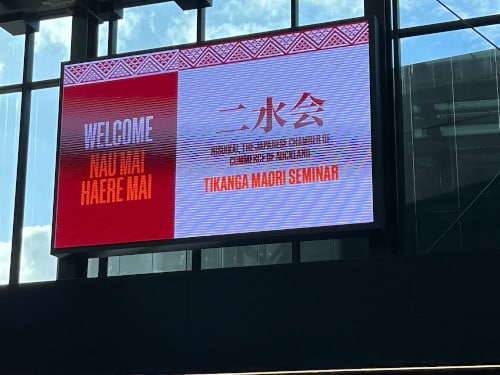 WELCOME
NAU MAI
HAERE MAI
二水会
NISUIKAI, THE JAPANESE CHAMBER OF
COMMERCE OF AUCKLAND
TIKANGA MAORI SEMINAR